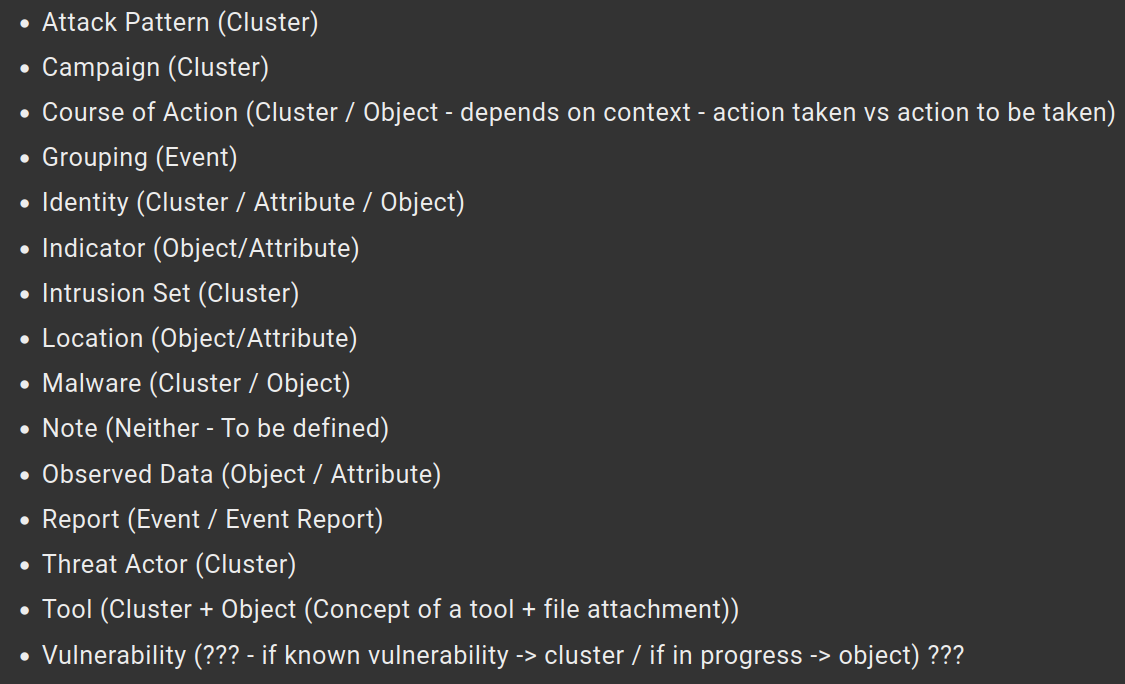 • Attack Pattern (Cluster)
• Campaign (Cluster)
• Course of Action (Cluster / Object - depends on context - action taken vs action to be taken)
• Grouping (Event)
• Identity (Cluster / Attribute / Object)
• Indicator (Object/Attribute)
• Intrusion Set (Cluster)
• Location (Object/Attribute)
• Malware (Cluster / Object)
• Note (Neither - To be defined)
• Observed Data (Object / Attribute)
• Report (Event / Event Report)
• Threat Actor (Cluster)
• Tool (Cluster + Object (Concept of a tool + file attachment))
• Vulnerability (??? - if known vulnerability -> cluster / if in progress -> object) ???